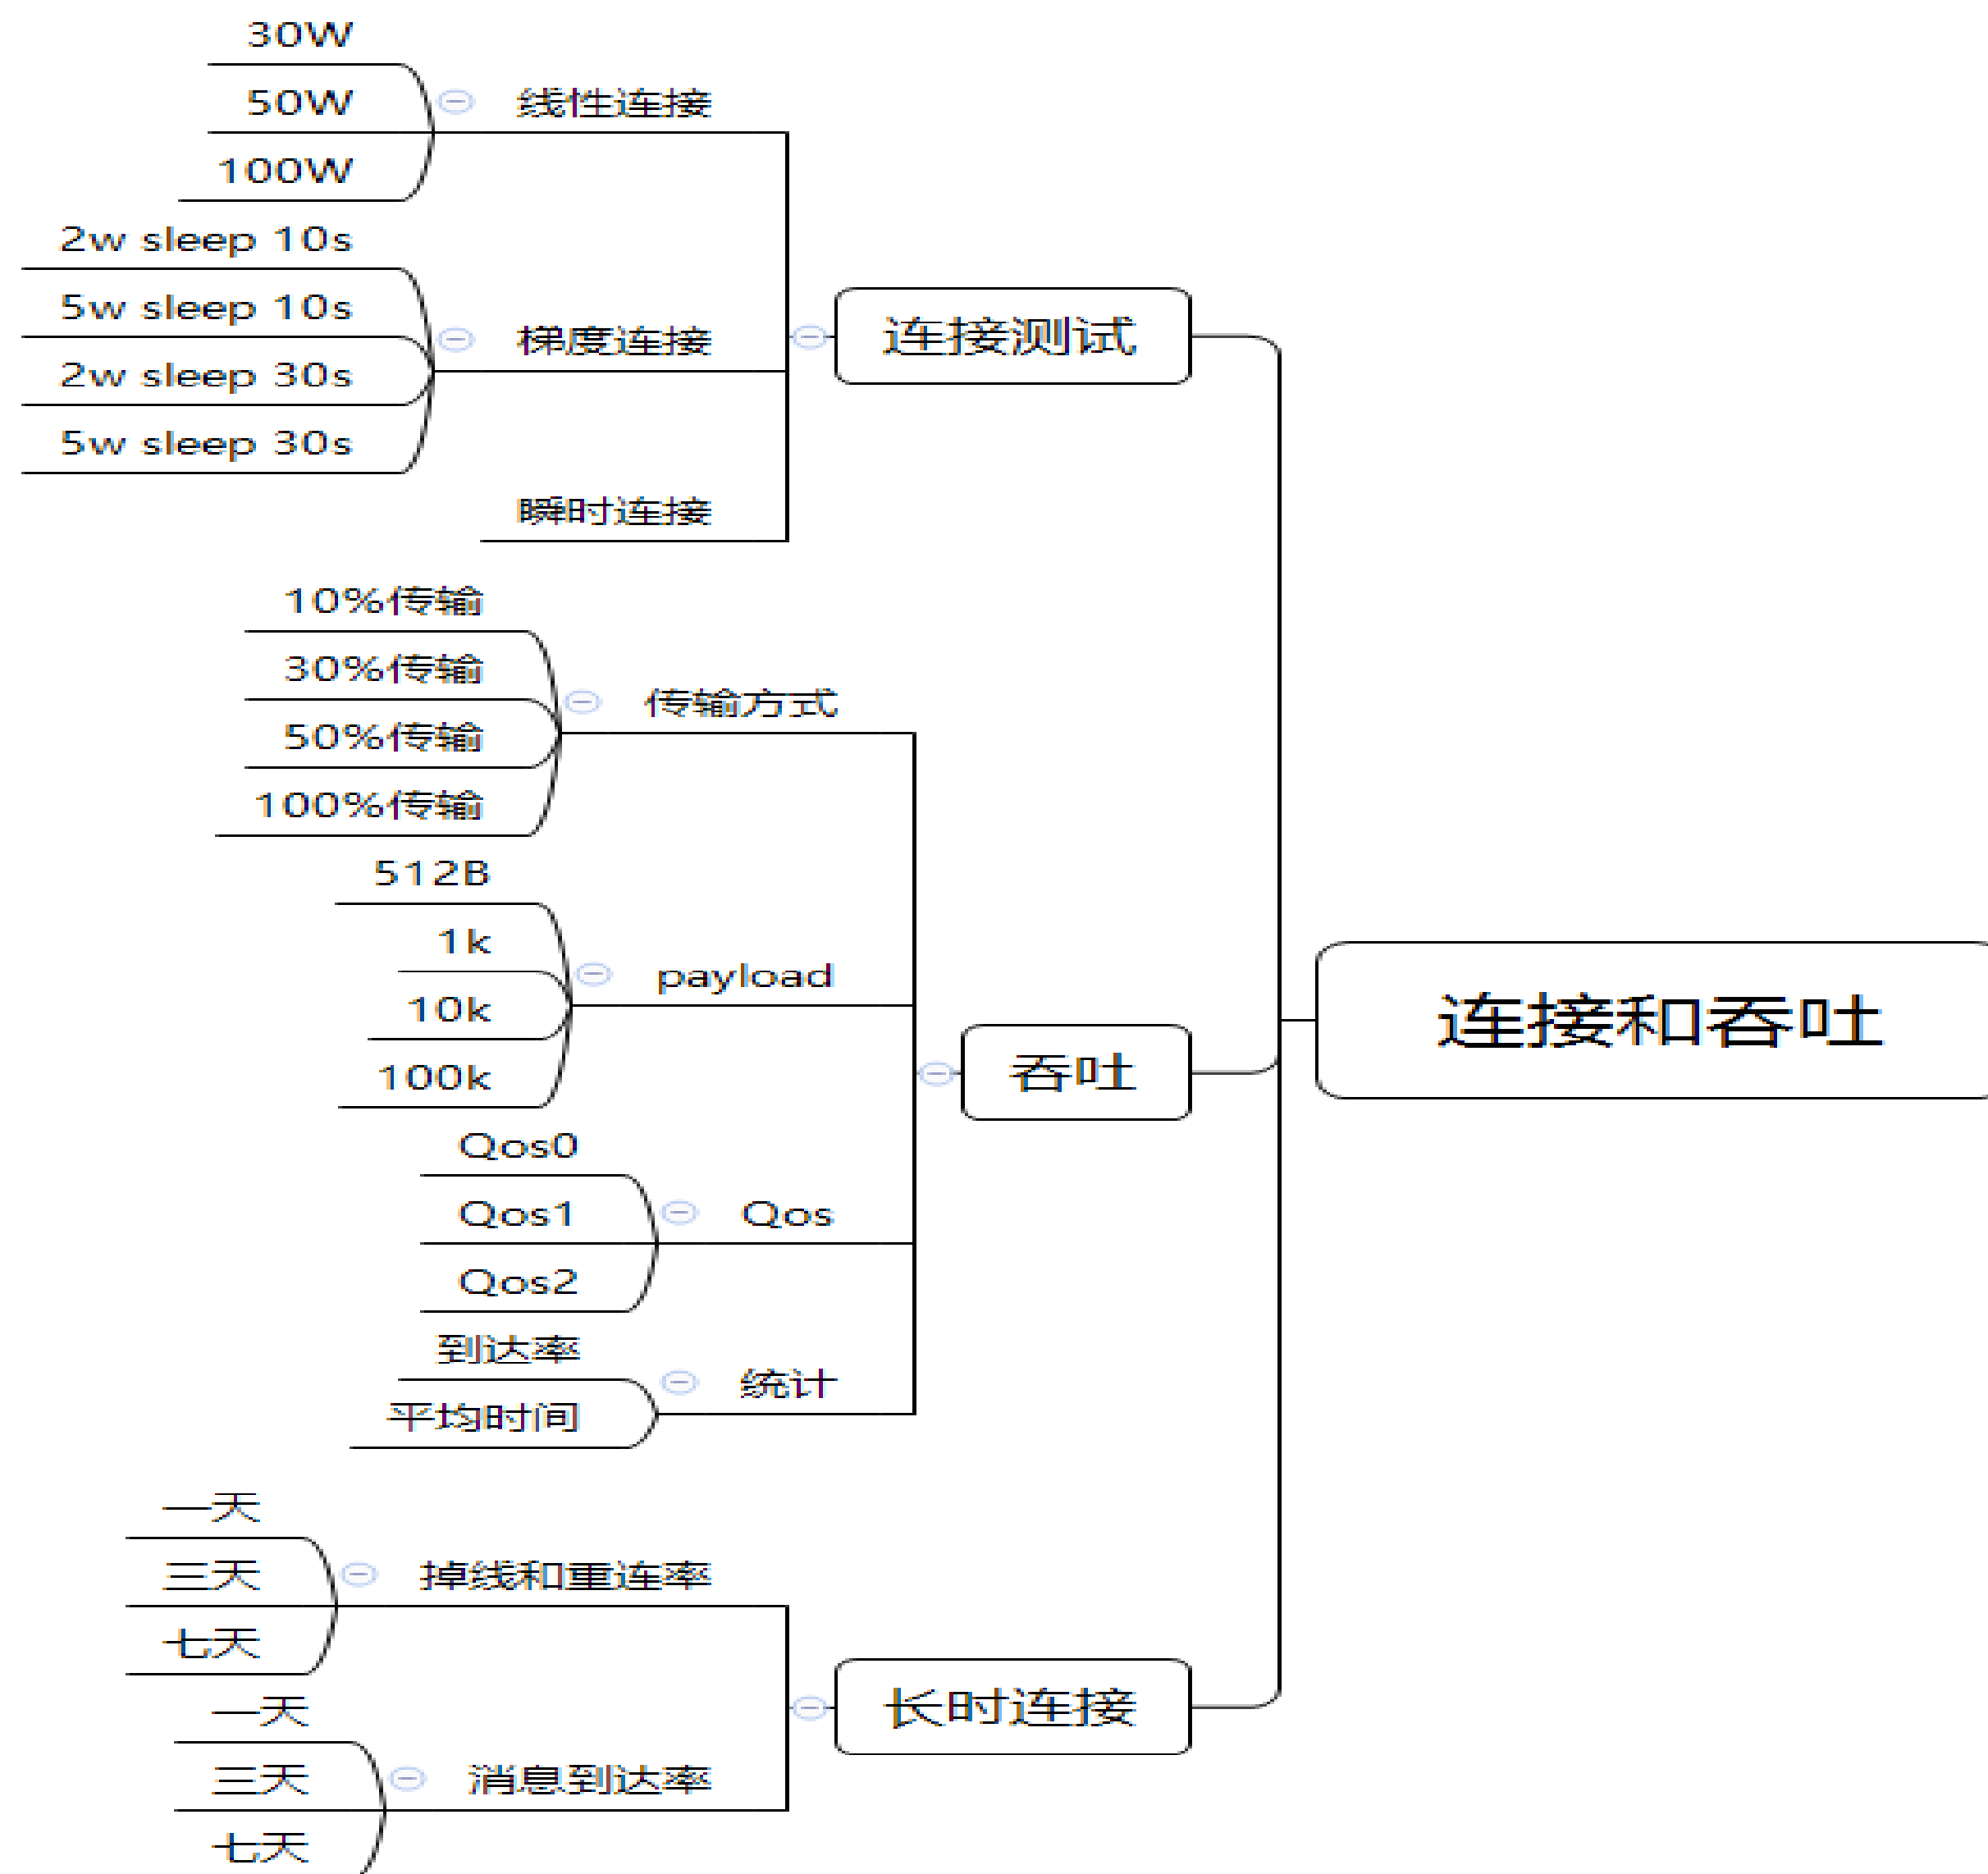 30W
50W
线性连接
100W
2w sleep 10s
5w sleep 10s
梯度连接
连接测试
2w sleep 30s
5w sleep 30s
瞬时连接
10%传输
30%传输
传输方式
50%传输
100%传输
512B
1k
payload
10k
100k
吞吐
连接和吞吐
Qos0
Qos1
Qos
Qos2
到达率
统计
平均时间
一天
三天
掉线和重连率
七天
长时连接
一天
三天
消息到达率
七天